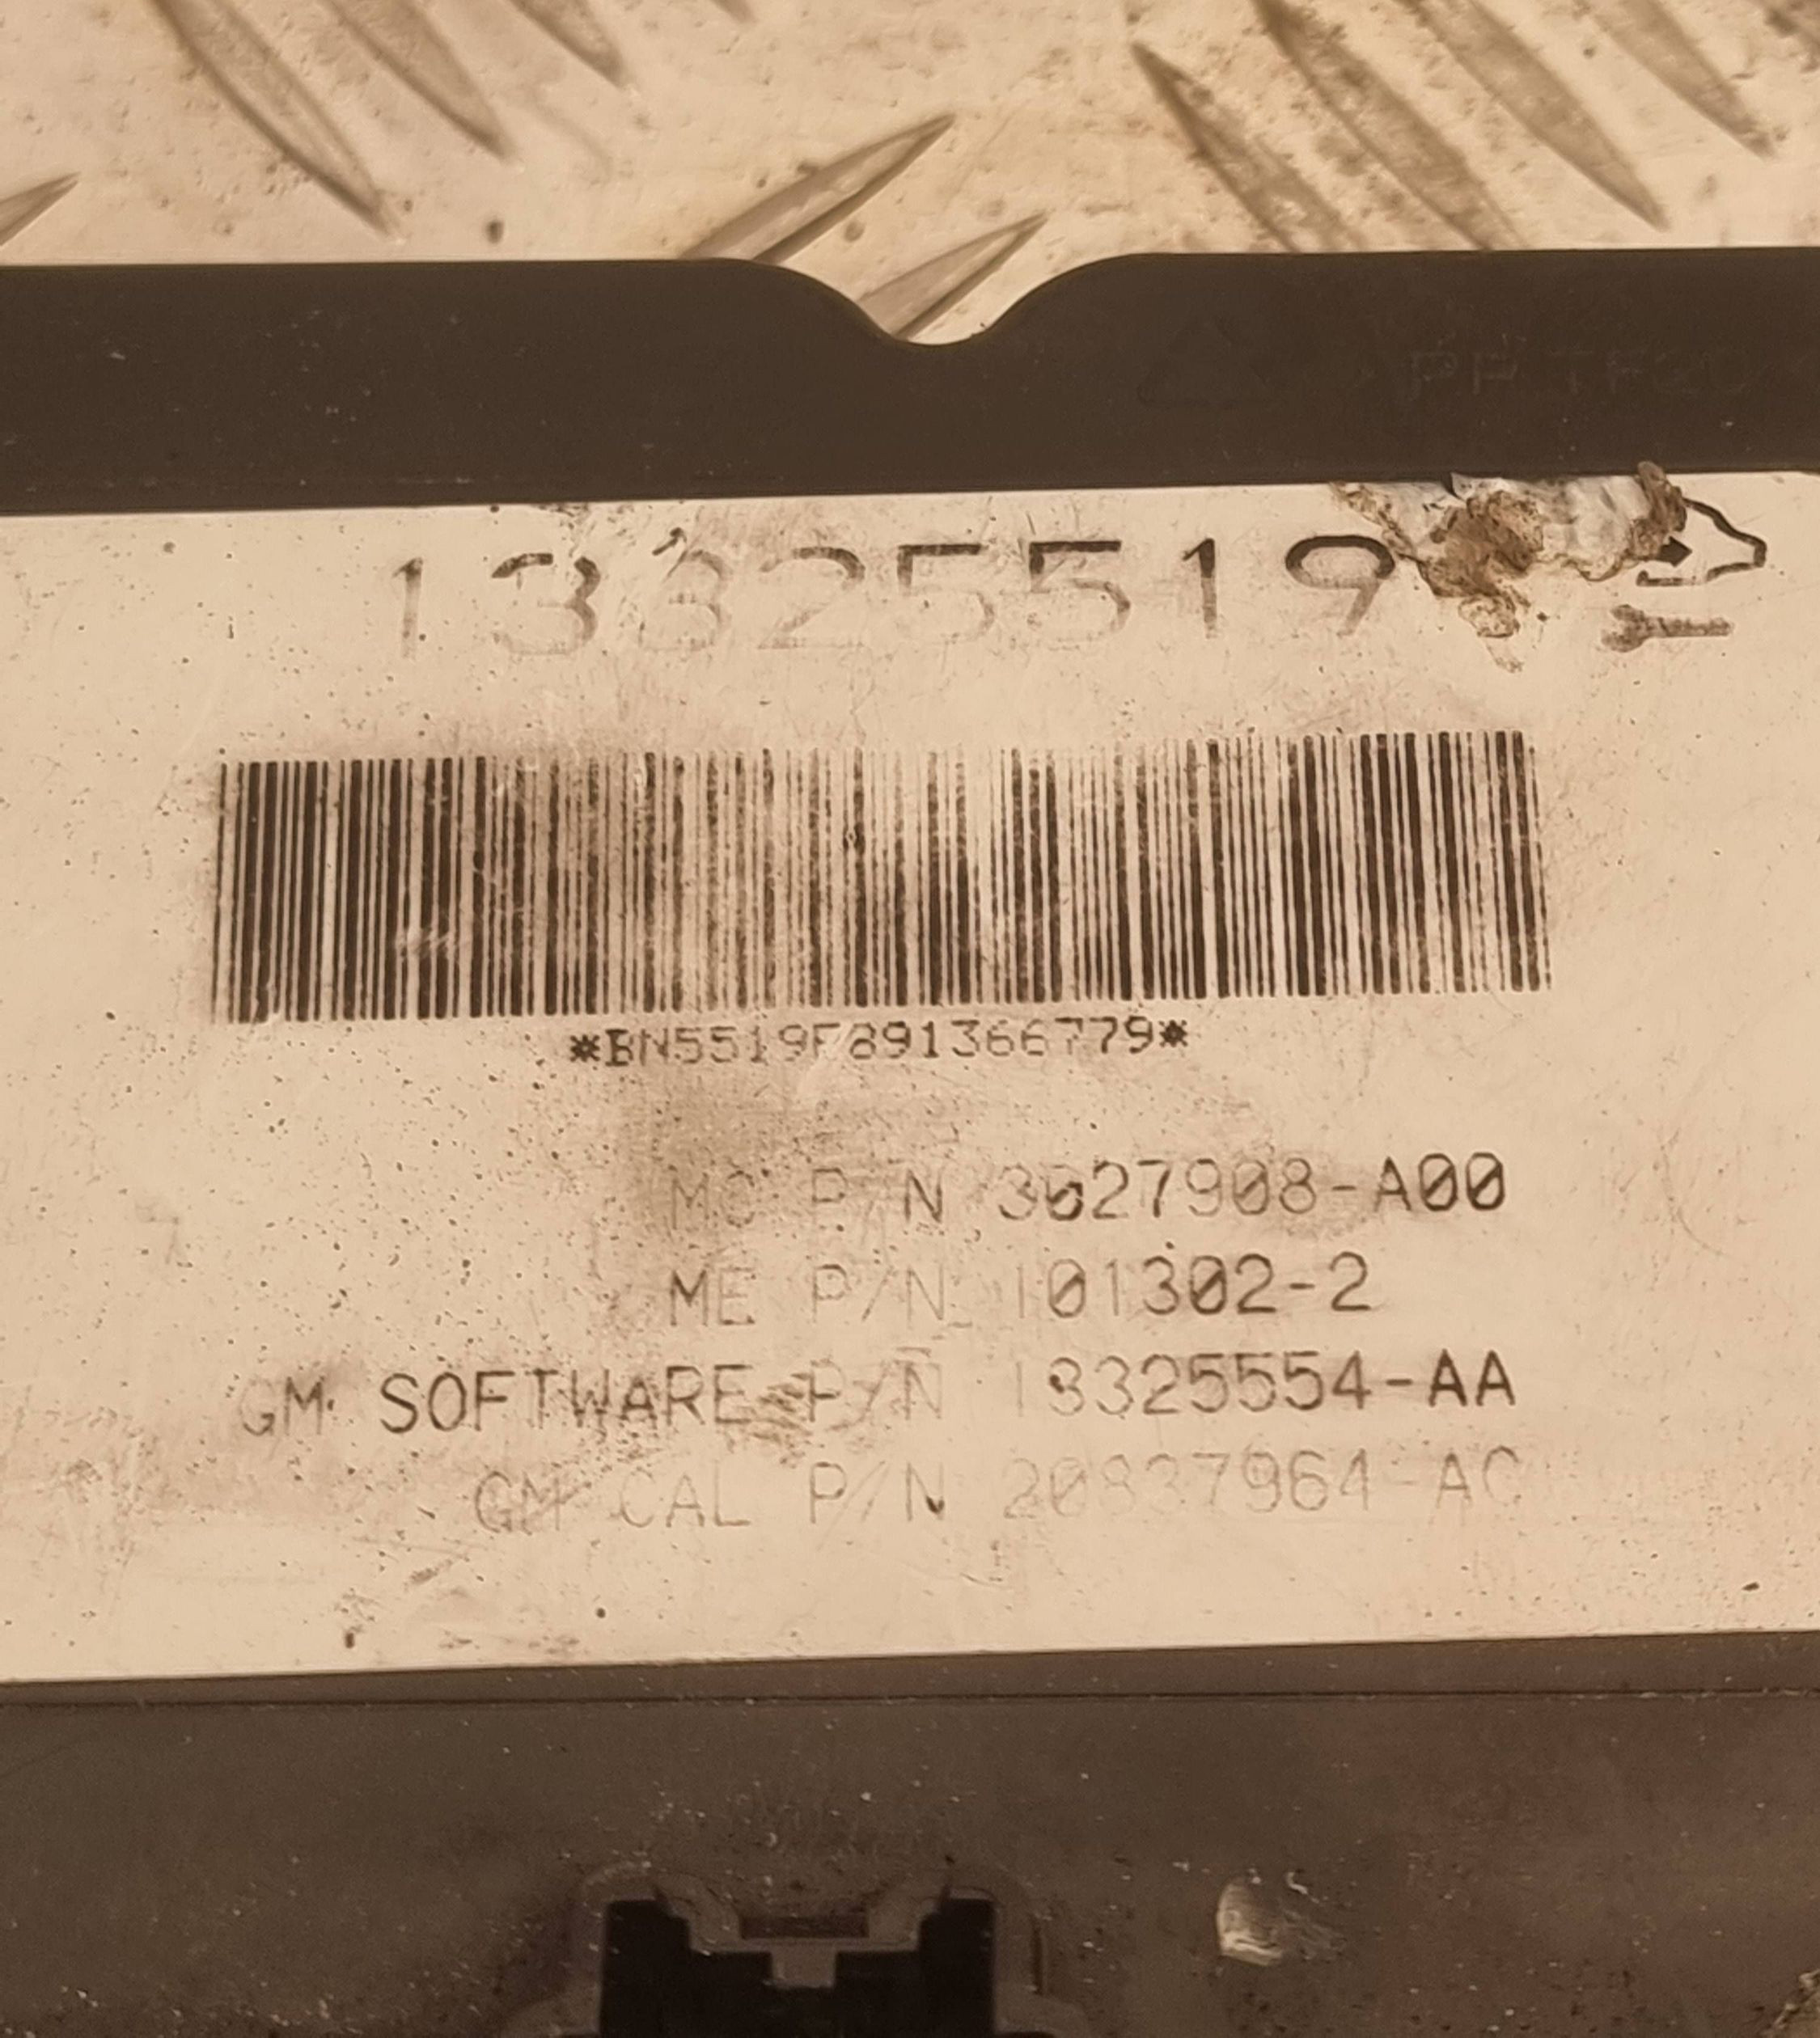 13325519
*BN5519F891366779*
MC P/N 3027908-A00
ME P/N 101302-2
GM SOFTWARE P/N 13325554-AA
GM CAL P/N 20837964-AC